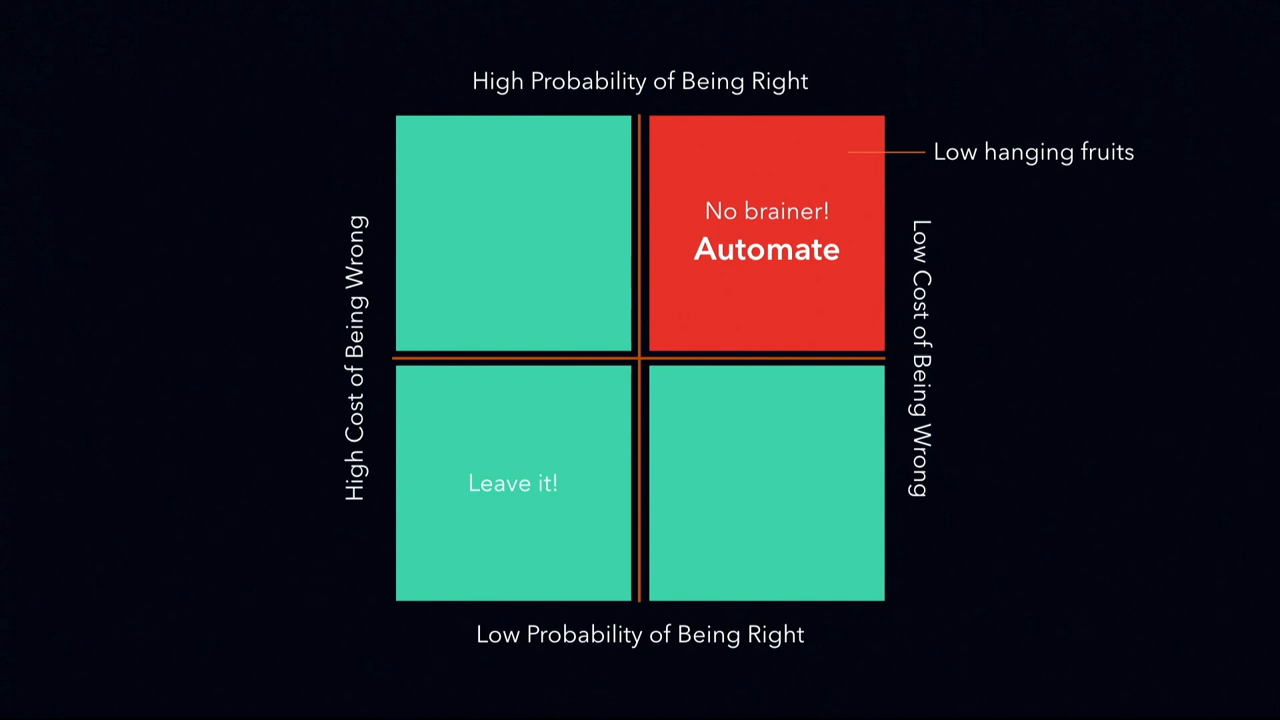 High Probability of Being Right
Low hanging fruits
No brainer!
Automate
High Cost of Being Wrong
Low Cost of Being Wrong
Leave it!
Low Probability of Being Right